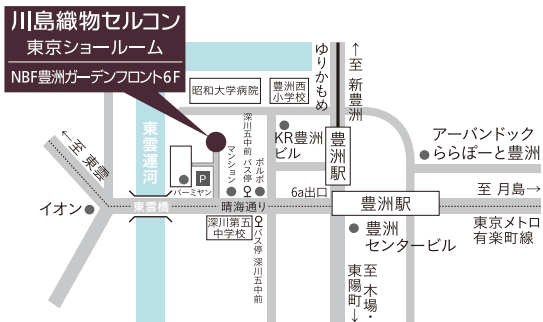 川島織物セルコン
東京ショールーム
NBF豊洲ガーデンフロント6F
昭和大学病院
豊洲西
小学校
ゆりかもめ
←至 新豊洲
東雲運河
←至 東雲
深川五中前
バス停
KR豊洲
ビル
豊洲駅
アーバンドック
ららぽーと豊洲
P
バーミヤン
マンション
ボルボ
6a出口
至 月島→
イオン
東雲橋
晴海通り
豊洲駅
深川第五
中学校
バス停 深川五中前
豊洲
センタービル
東京メトロ
有楽町線
至 木場・
東陽町→